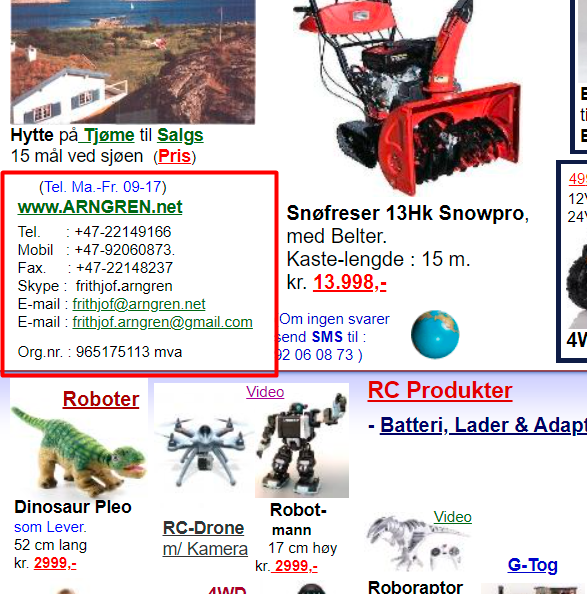 Hytte på Tjøme til Salgs
15 mål ved sjøen (Pris)
(Tel. Ma.-Fr. 09-17)
www.ARNGREN.net
Tel. : +47-22149166
Mobil : +47-92060873.
Fax. : +47-22148237
Skype : frithjof.arngren
E-mail : frithjof@arngren.net
E-mail : frithjof.arngren@gmail.com
Org.nr. : 965175113 mva
Snøfreser 13Hk Snowpro,
med Belter.
Kaste-lengde : 15 m.
kr. 13.998,-
Om ingen svarer
send SMS til :
92 06 08 73 )
499
12V
24V
4W
Roboter
Dinosaur Pleo
som Lever.
52 cm lang
kr. 2999,-
RC-Drone
m/ Kamera
Video
Robot-
mann
17 cm høy
kr. 2999,-
RC Produkter
- Batteri, Lader & Adapt
Video
Roboraptor
G-Tog
4WD